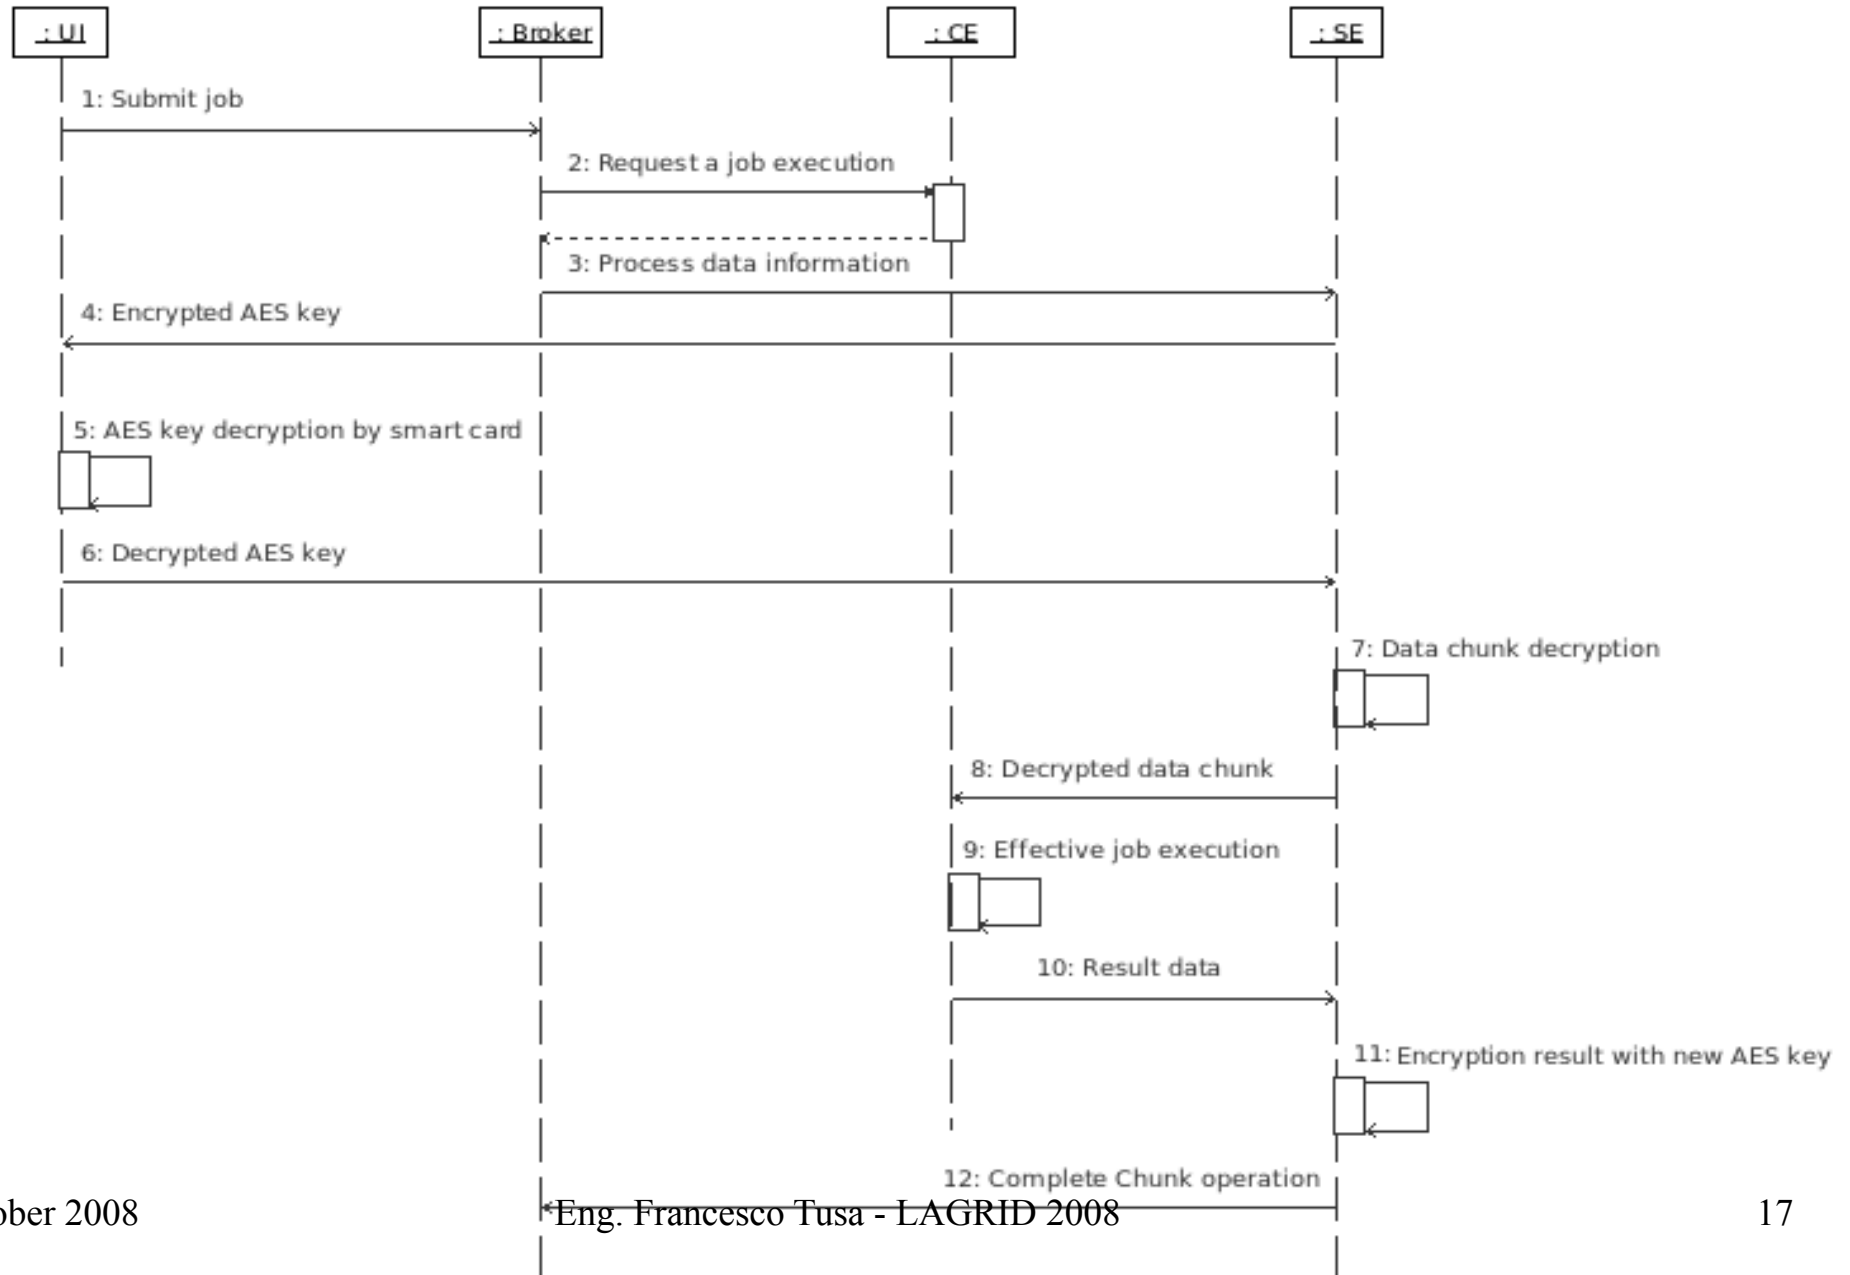 : UI
: Broker
: CE
: SE
1: Submit job
2: Request a job execution
3: Process data information
4: Encrypted AES key
5: AES key decryption by smart card
6: Decrypted AES key
7: Data chunk decryption
8: Decrypted data chunk
9: Effective job execution
10: Result data
11: Encryption result with new AES key
12: Complete Chunk operation
2008
Eng. Francesco Tusa - LAGRID 2008
17